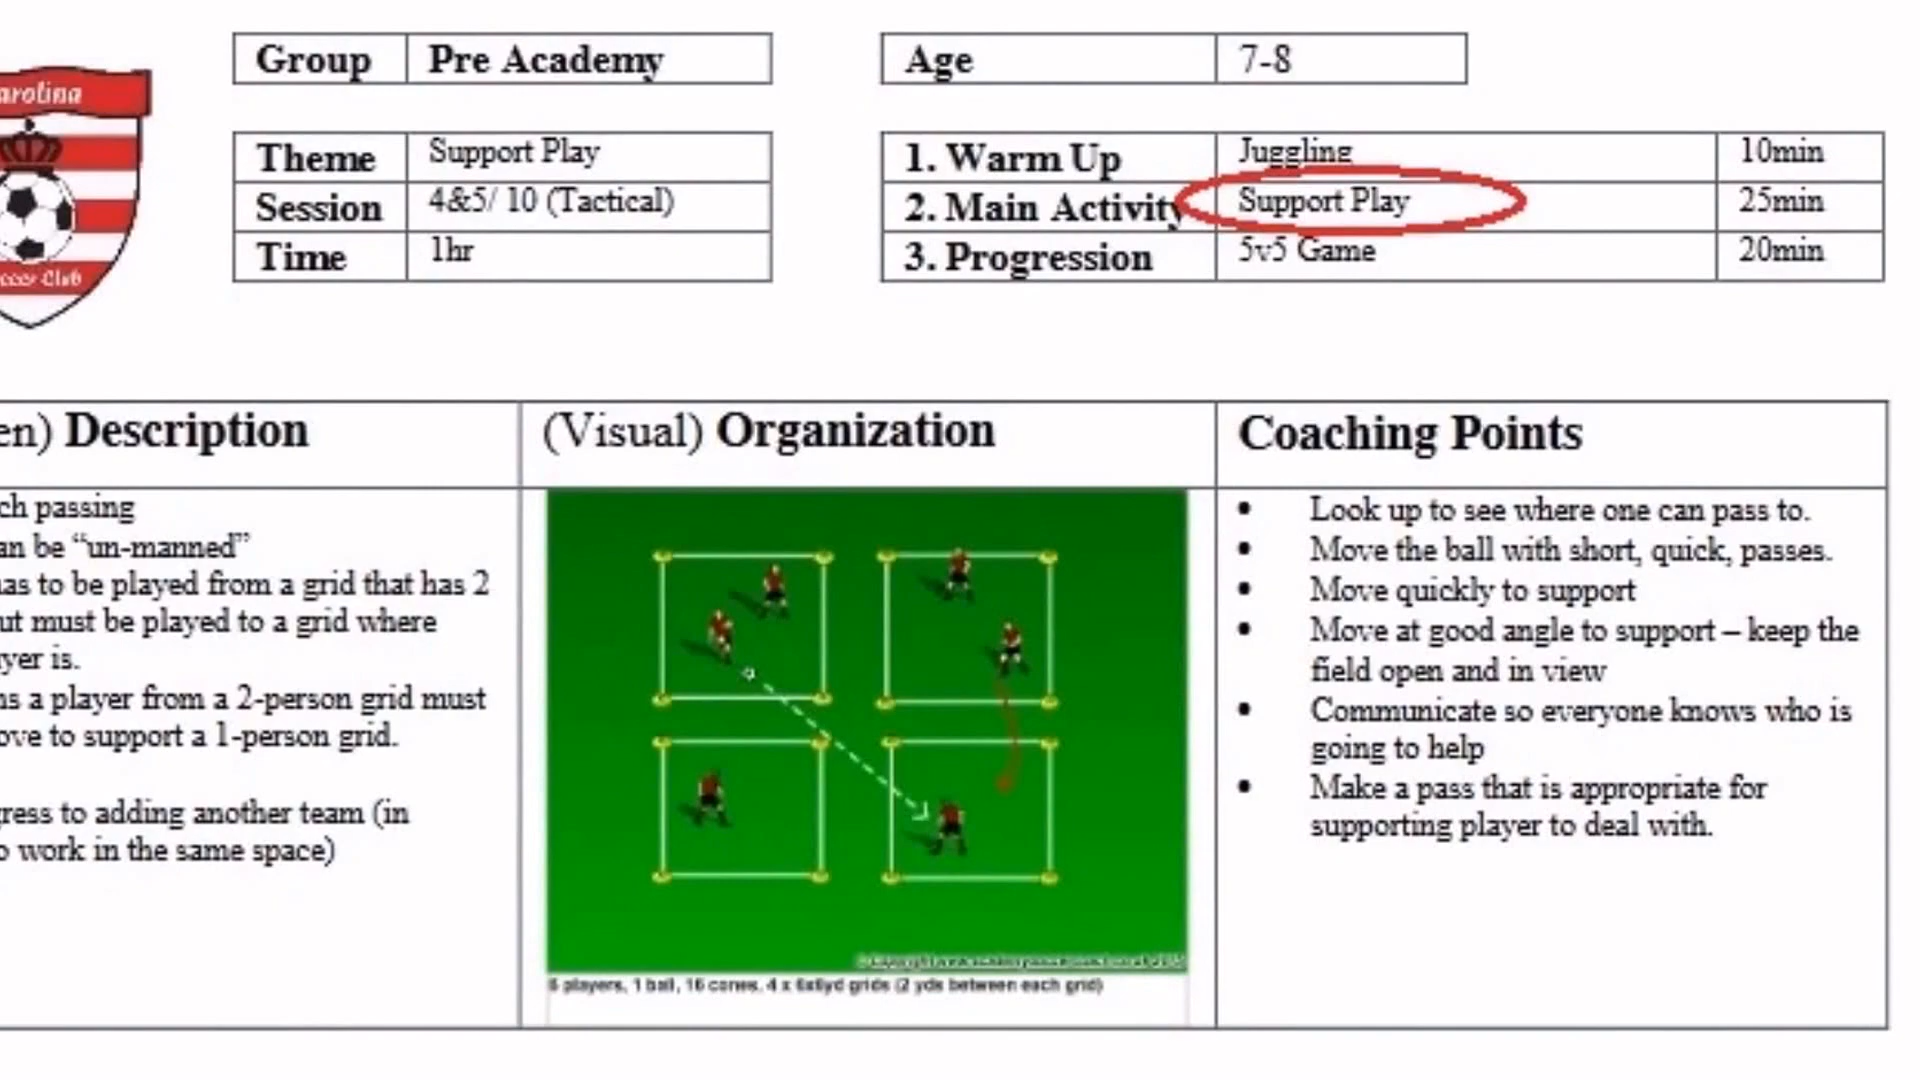 arolina
ccer Club
Group Pre Academy
Age 7-8
Theme Support Play
Session 4&5/ 10 (Tactical)
Time 1hr
1. Warm Up Juggling 10min
2. Main Activity Support Play 25min
3. Progression 5v5 Game 20min
en) Description
(Visual) Organization
Coaching Points
ch passing
an be “un-manned”
has to be played from a grid that has 2
ut must be played to a grid where
ayer is.
ns a player from a 2-person grid must
ove to support a 1-person grid.
gress to adding another team (in
o work in the same space)
6 players, 1 ball, 16 cones, 4 x 6x6yd grids (2 yds between each grid)
• Look up to see where one can pass to.
• Move the ball with short, quick, passes.
• Move quickly to support
• Move at good angle to support – keep the
field open and in view
• Communicate so everyone knows who is
going to help
• Make a pass that is appropriate for
supporting player to deal with.